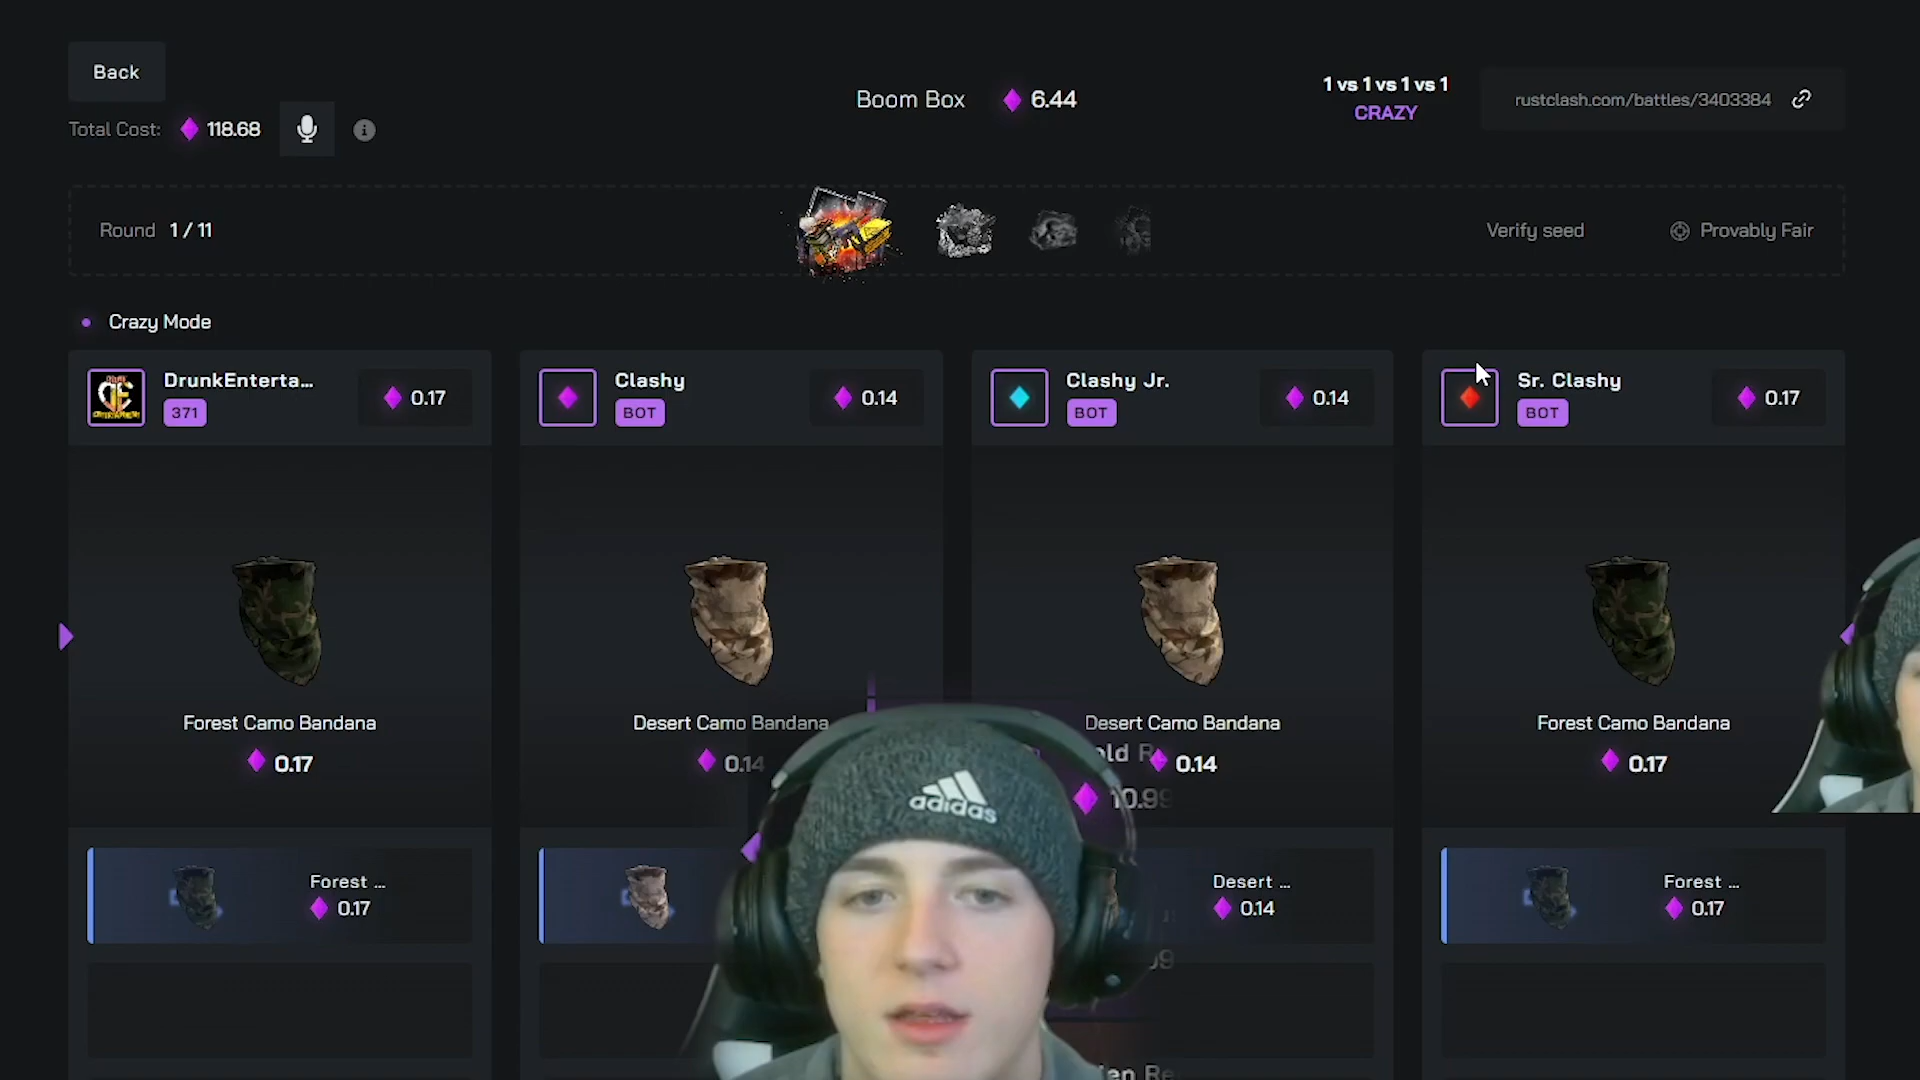 Back
Total Cost: 118.68
Boom Box 6.44
1 vs 1 vs 1 vs 1
CRAZY
rustclash.com/battles/3403384
Round 1 / 11
Verify seed
Provably Fair
Crazy Mode
DrunkEnterta...
371
0.17
Clashy
BOT
0.14
Clashy Jr.
BOT
0.14
Sr. Clashy
BOT
0.17
Forest Camo Bandana
0.17
Desert Camo Bandana
0.14
Desert Camo Bandana
0.14
Forest Camo Bandana
0.17
10.99
adidas
Forest ...
0.17
Desert ...
0.14
Forest ...
0.17